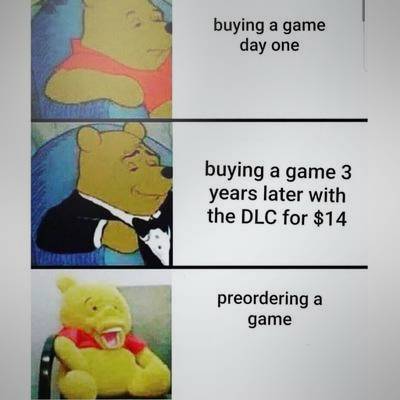 buying a game
day one
buying a game 3
years later with
the DLC for $14
preordering a
game